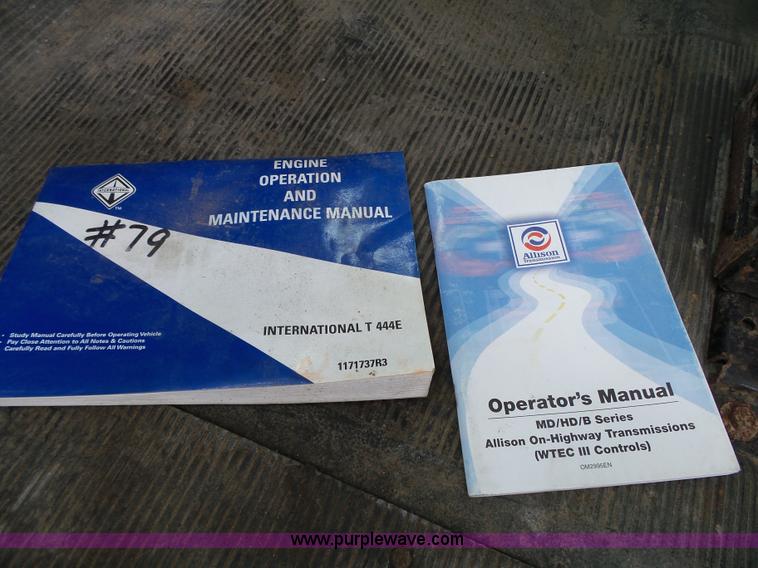 INTERNATIONAL
TM
ENGINE
OPERATION
AND
MAINTENANCE MANUAL
#79
INTERNATIONAL T 444E
1171737R3
• Study Manual Carefully Before Operating Vehicle
• Pay Close Attention to All Notes & Cautions
Carefully Read and Fully Follow All Warnings
Allison
Transmission
Operator's Manual
MD/HD/B Series
Allison On-Highway Transmissions
(WTEC III Controls)
OM2995EN
www.purplewave.com